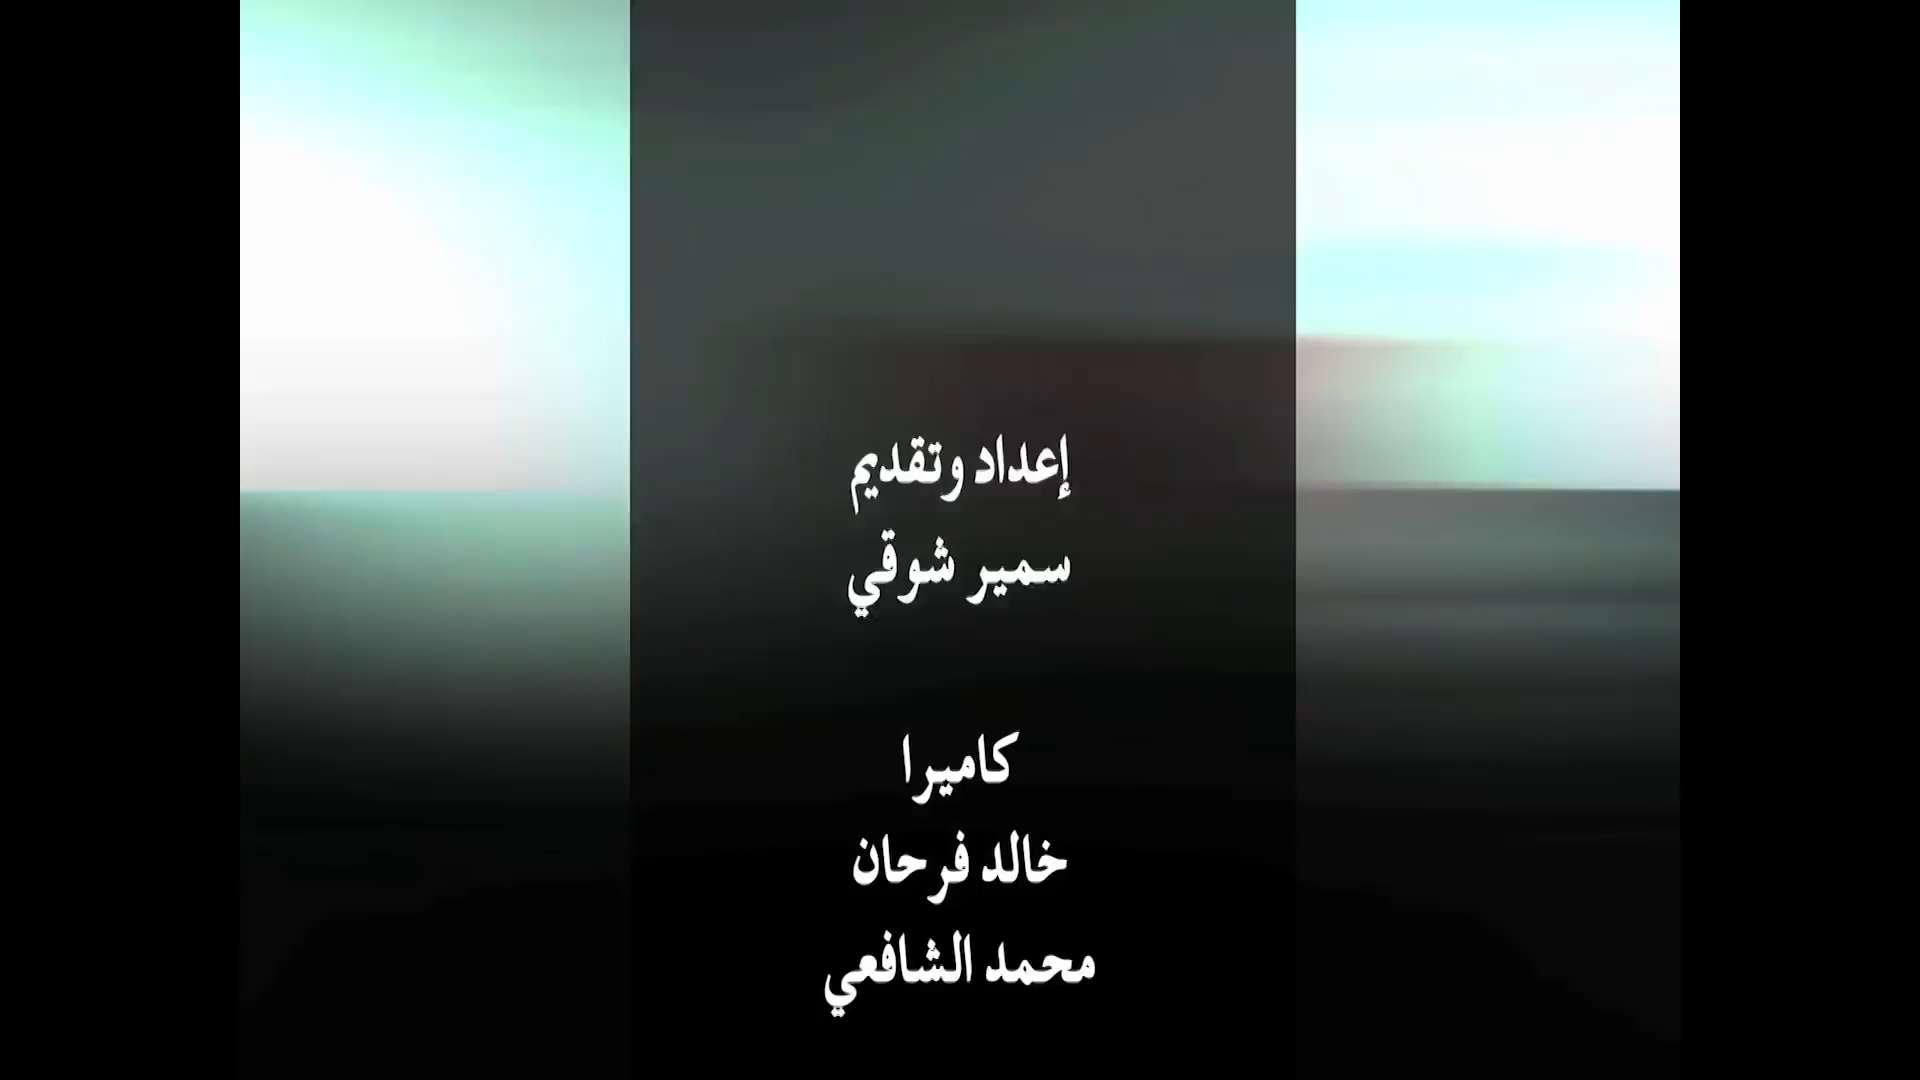 إعداد وتقديم
سمير شوقي
كاميرا
خالد فرحان
محمد الشافعي